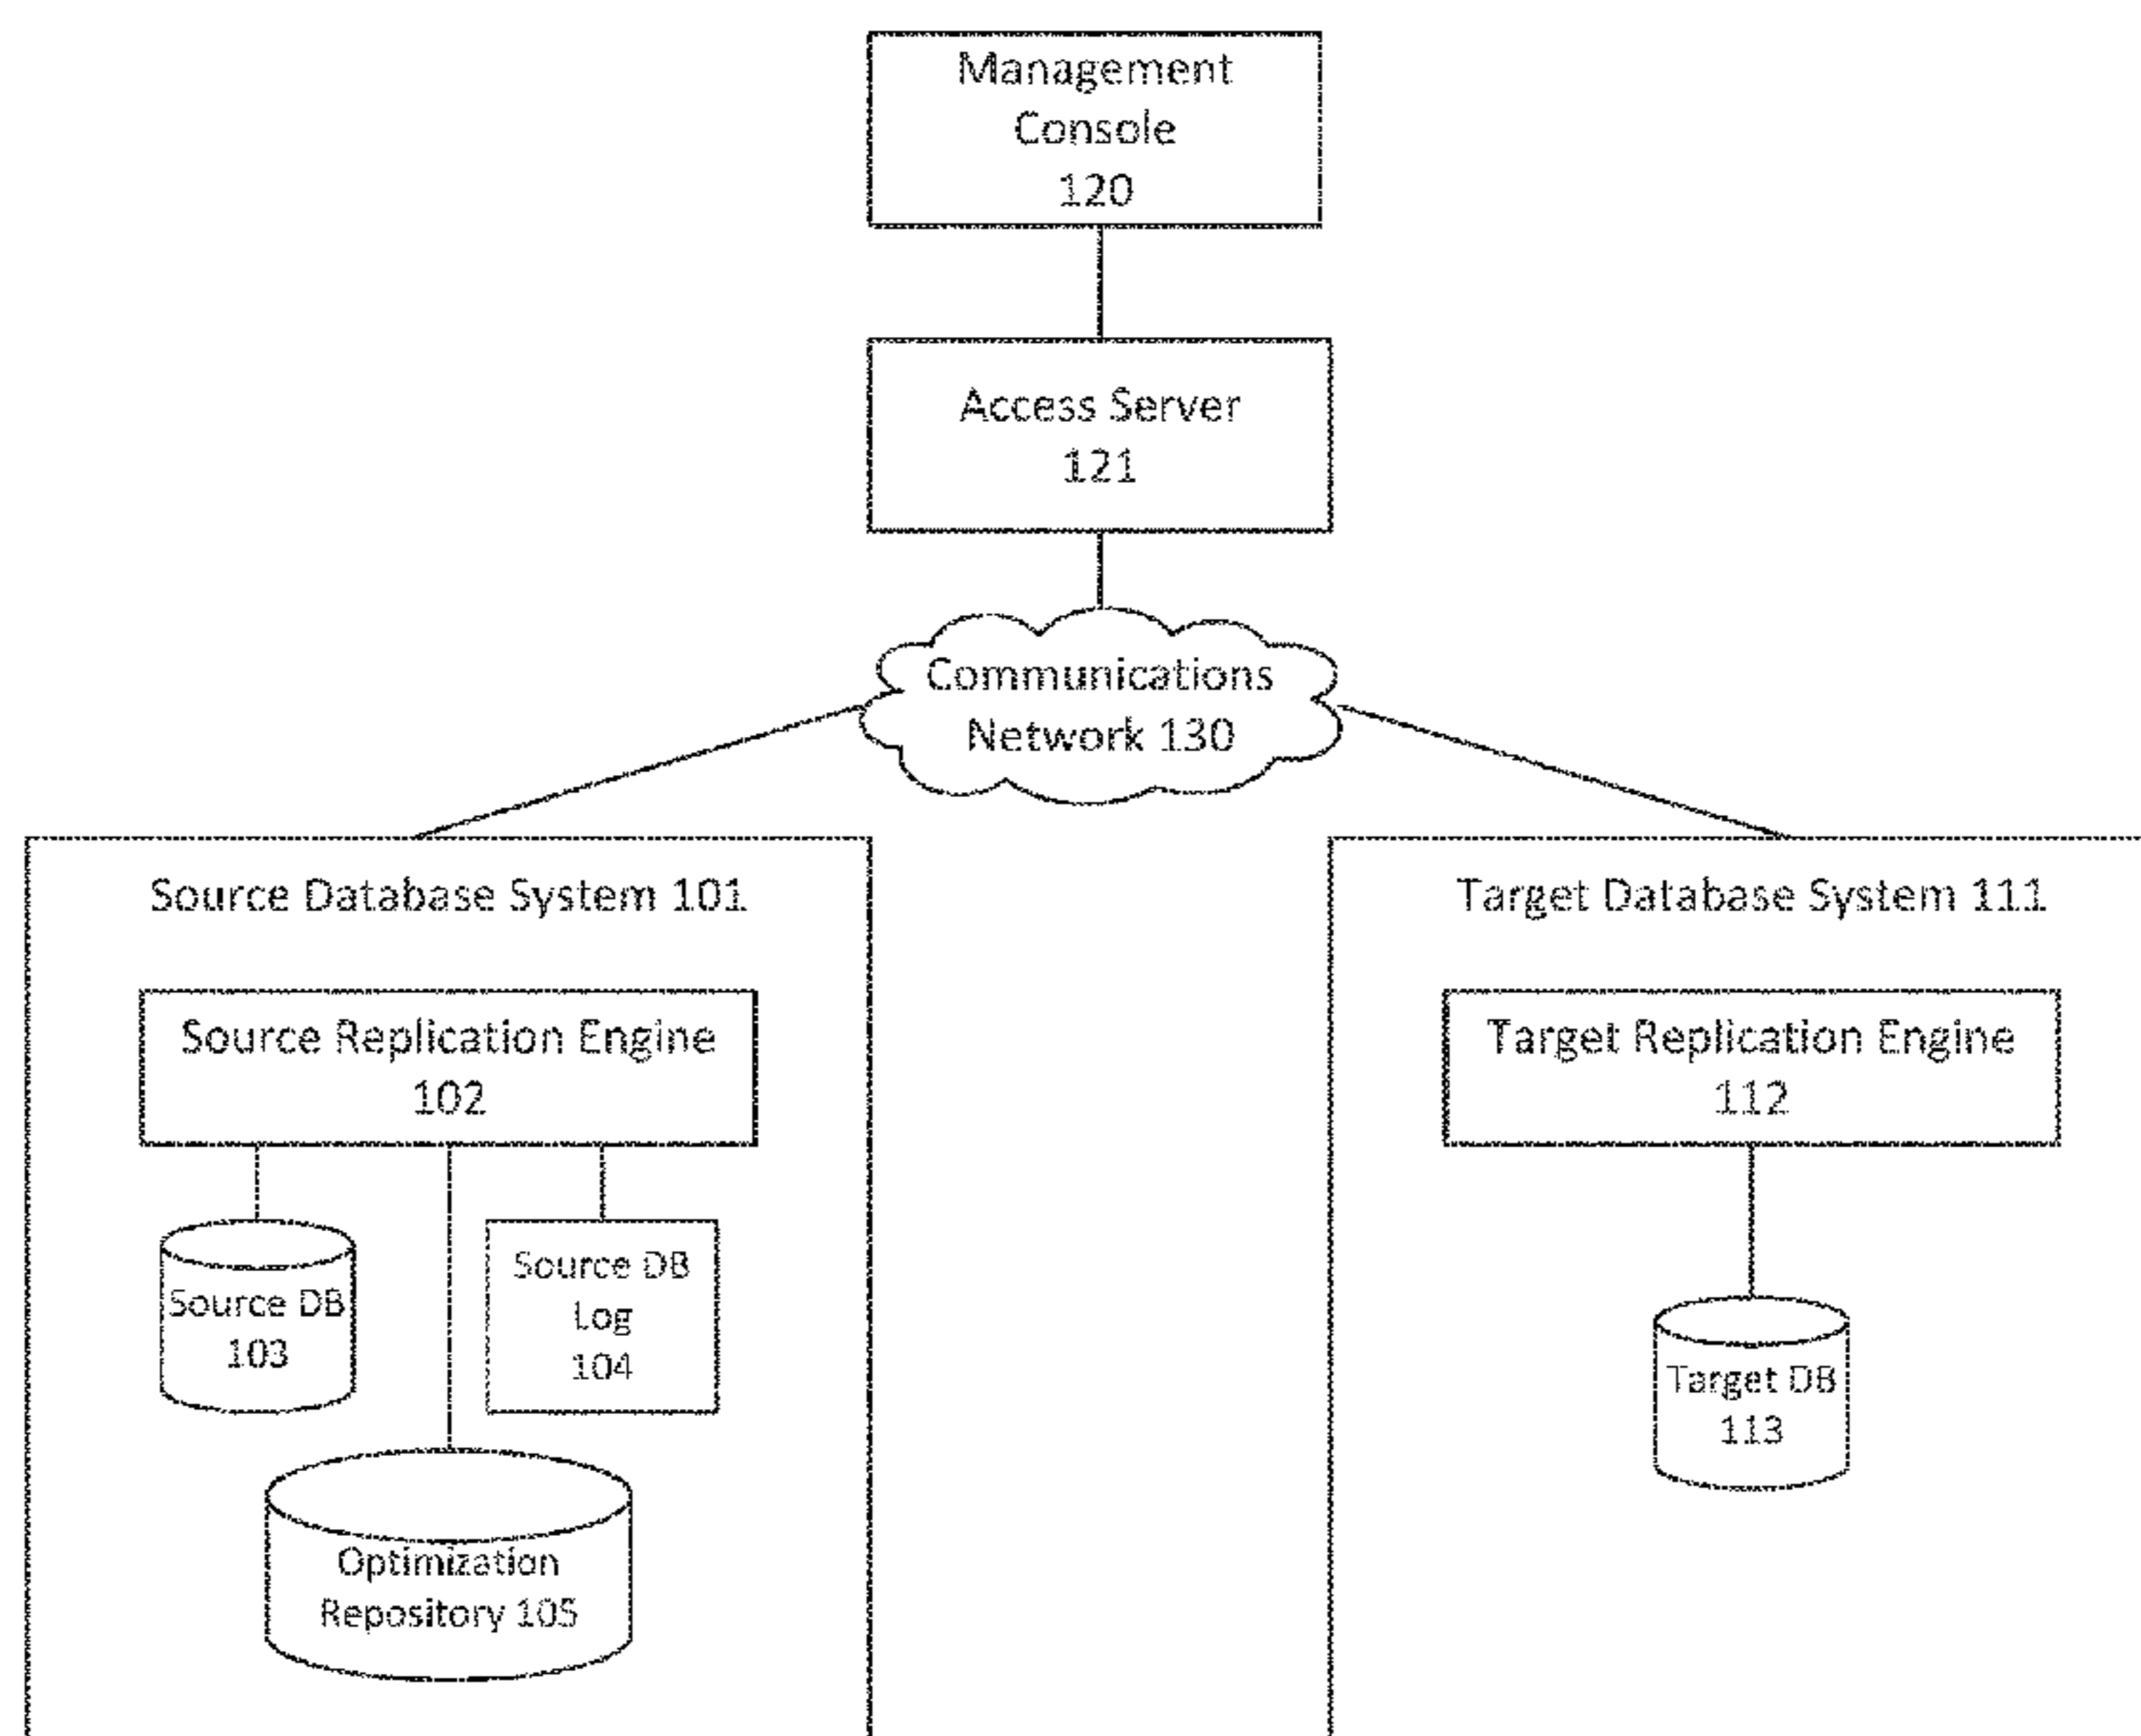 Management
Console
120
Access Server
121
Communications
Network 130
Source Database System 101
Source Replication Engine
102
Source DB
103
Source DB
Log
104
Optimization
Repository 105
Target Database System 111
Target Replication Engine
112
Target DB
113